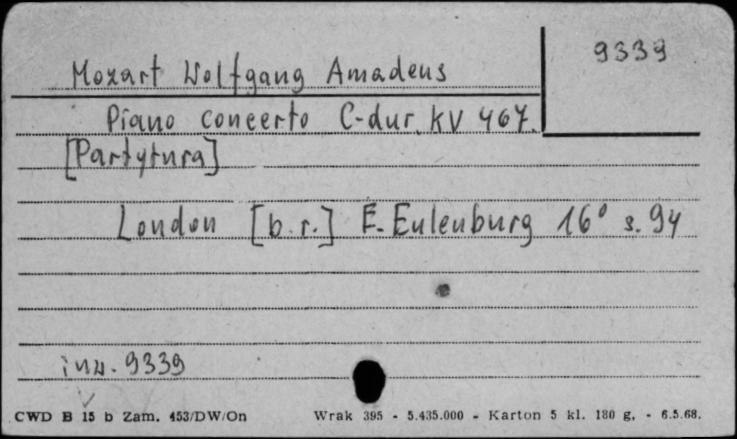 9339
Mozart Wolfgang Amadeus
Piano concerto C-dur, KV 467.
[Partytura]
London [b.r.] E. Eulenburg 16° s. 94
inw. 9339
CWD B 15 b Zam. 453/DW/On Wrak 395 - 5.435.000 - Karton 5 kl. 180 g. - 6.5.68.